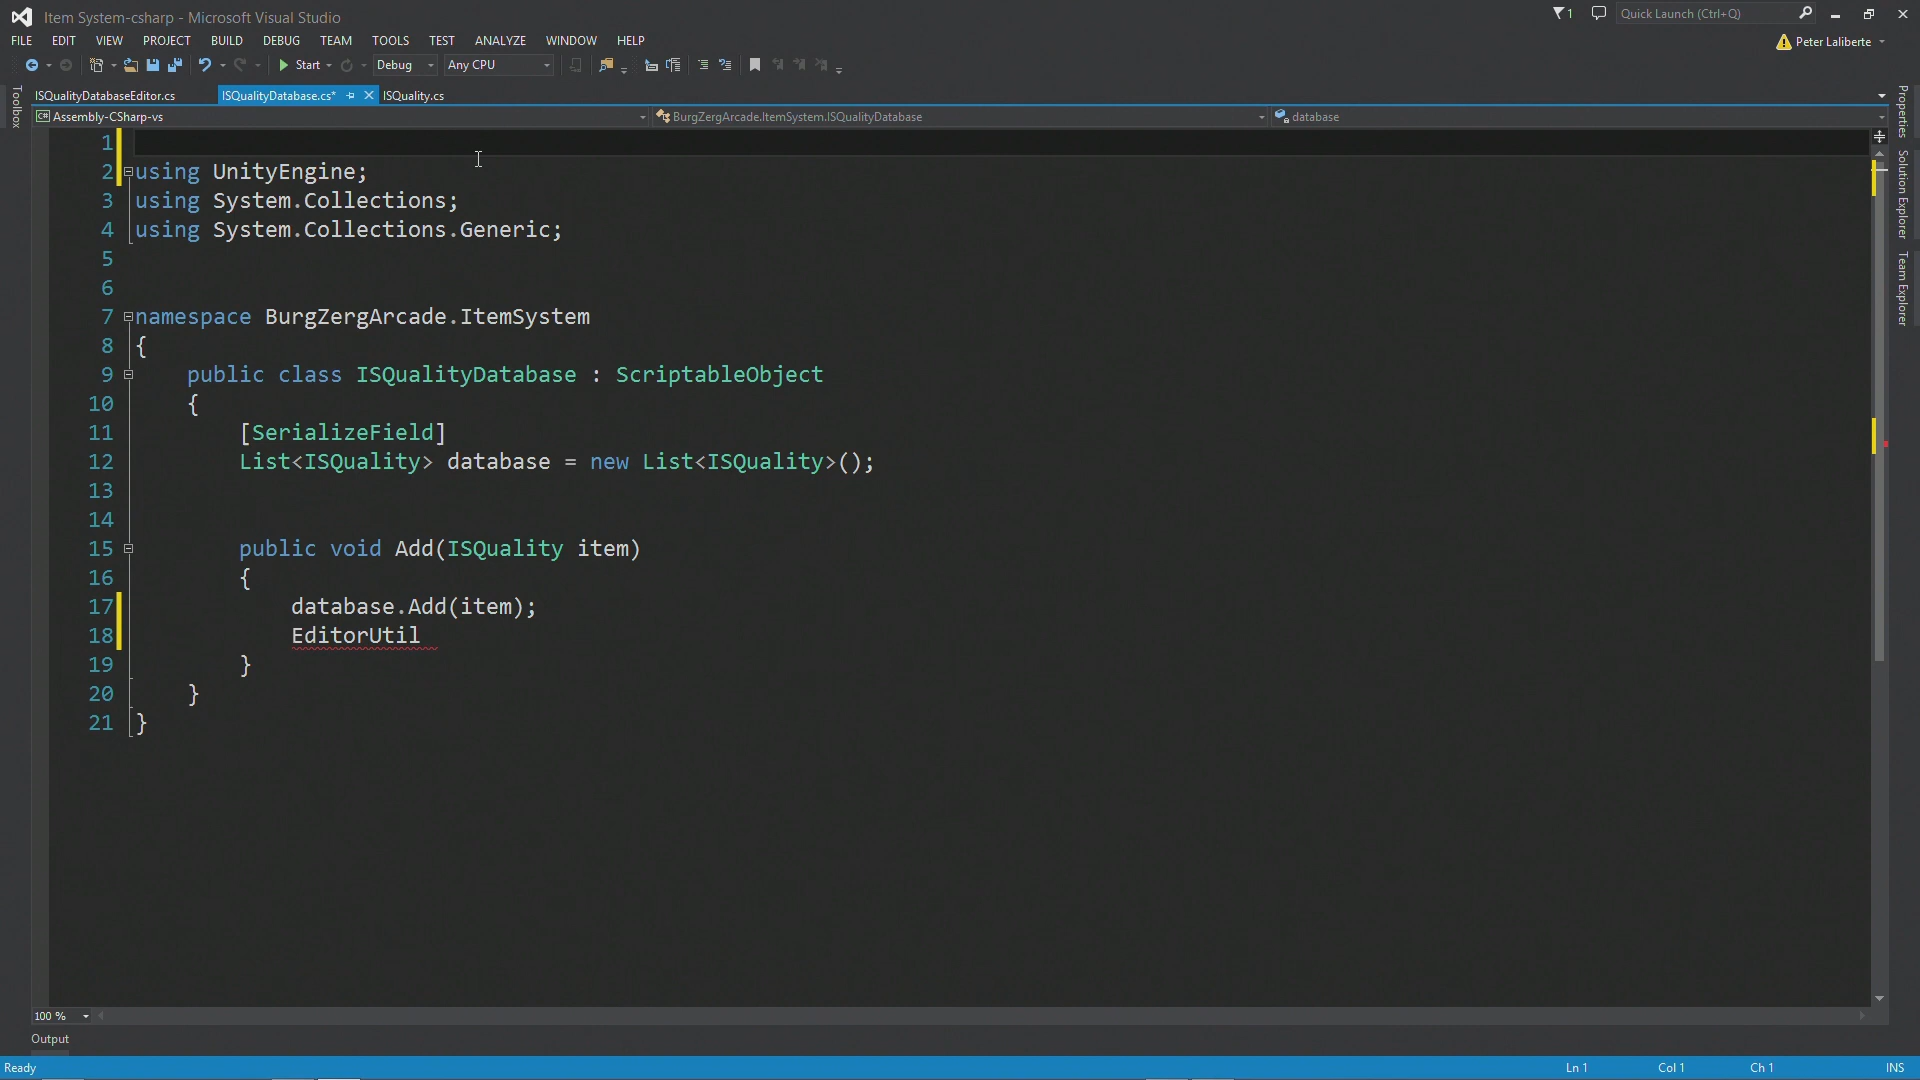 Item System-csharp - Microsoft Visual Studio
1
Quick Launch (Ctrl+Q)
FILE EDIT VIEW PROJECT BUILD DEBUG TEAM TOOLS TEST ANALYZE WINDOW HELP
Peter Laliberte
Start Debug Any CPU
Toolbox
ISQualityDatabaseEditor.cs ISQualityDatabase.cs* ISQuality.cs
Assembly-CSharp-vs BurgZergArcade.ItemSystem.ISQualityDatabase database
Properties
Solution Explorer
Team Explorer
1
2 using UnityEngine;
3 using System.Collections;
4 using System.Collections.Generic;
5
6
7 namespace BurgZergArcade.ItemSystem
8 {
9 public class ISQualityDatabase : ScriptableObject
10 {
11 [SerializeField]
12 List<ISQuality> database = new List<ISQuality>();
13
14
15 public void Add(ISQuality item)
16 {
17 database.Add(item);
18 EditorUtil
19 }
20 }
21 }
100 %
Output
Ready Ln 1 Col 1 Ch 1 INS